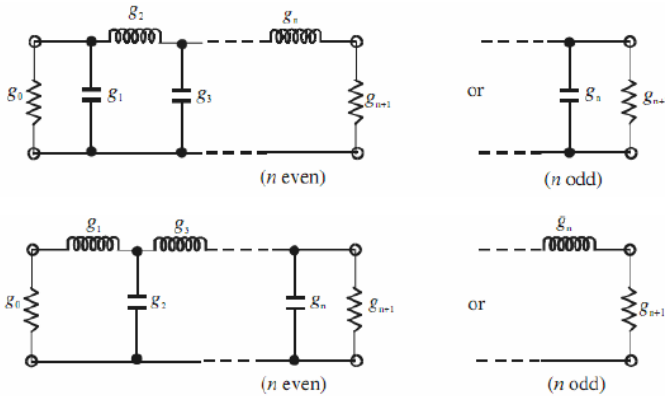 g₂
gₙ
g₀
g₁
g₃
gₙ₊₁
or
gₙ
gₙ₊
(n even)
(n odd)
g₁
g₃
gₙ
g₀
g₂
gₙ
gₙ₊₁
or
gₙ₊₁
(n even)
(n odd)